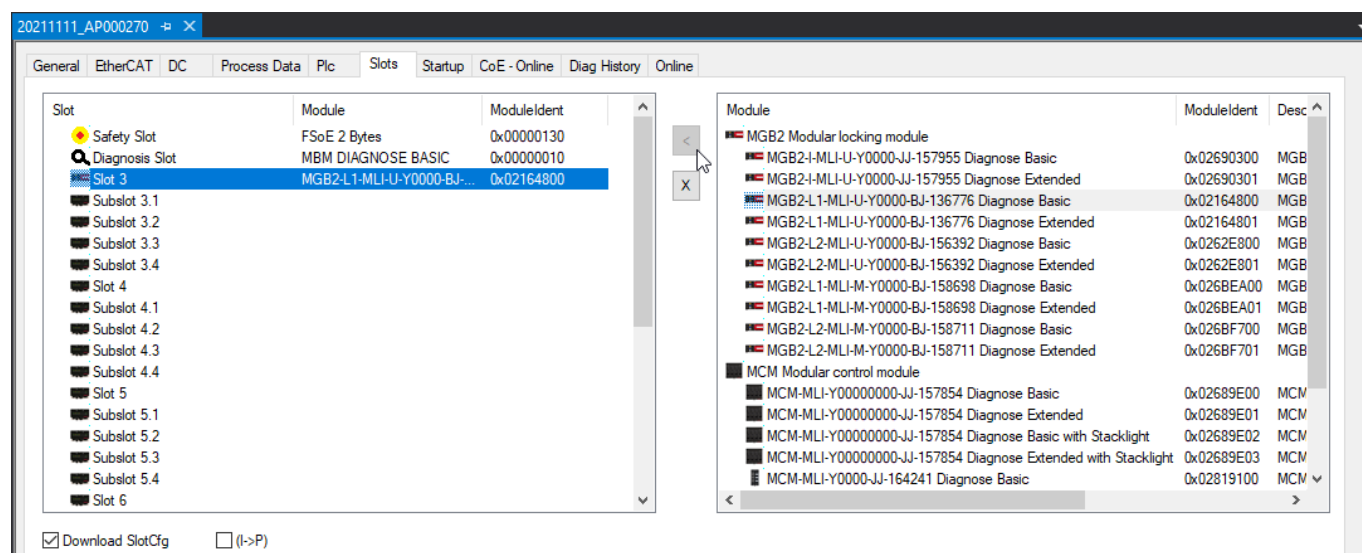 20211111_AP000270
General EtherCAT DC Process Data Plc Slots Startup CoE - Online Diag History Online
Slot Module ModuleIdent
Safety Slot FSoE 2 Bytes 0x00000130
Diagnosis Slot MBM DIAGNOSE BASIC 0x00000010
Slot 3 MGB2-L1-MLI-U-Y0000-BJ-... 0x02164800
Subslot 3.1
Subslot 3.2
Subslot 3.3
Subslot 3.4
Slot 4
Subslot 4.1
Subslot 4.2
Subslot 4.3
Subslot 4.4
Slot 5
Subslot 5.1
Subslot 5.2
Subslot 5.3
Subslot 5.4
Slot 6
<
X
Module ModuleIdent Desc
MGB2 Modular locking module
MGB2-I-MLI-U-Y0000-JJ-157955 Diagnose Basic 0x02690300 MGB
MGB2-I-MLI-U-Y0000-JJ-157955 Diagnose Extended 0x02690301 MGB
MGB2-L1-MLI-U-Y0000-BJ-136776 Diagnose Basic 0x02164800 MGB
MGB2-L1-MLI-U-Y0000-BJ-136776 Diagnose Extended 0x02164801 MGB
MGB2-L2-MLI-U-Y0000-BJ-156392 Diagnose Basic 0x0262E800 MGB
MGB2-L2-MLI-U-Y0000-BJ-156392 Diagnose Extended 0x0262E801 MGB
MGB2-L1-MLI-M-Y0000-BJ-158698 Diagnose Basic 0x026BEA00 MGB
MGB2-L1-MLI-M-Y0000-BJ-158698 Diagnose Extended 0x026BEA01 MGB
MGB2-L2-MLI-M-Y0000-BJ-158711 Diagnose Basic 0x026BF700 MGB
MGB2-L2-MLI-M-Y0000-BJ-158711 Diagnose Extended 0x026BF701 MGB
MCM Modular control module
MCM-MLI-Y00000000-JJ-157854 Diagnose Basic 0x02689E00 MCM
MCM-MLI-Y00000000-JJ-157854 Diagnose Extended 0x02689E01 MCM
MCM-MLI-Y00000000-JJ-157854 Diagnose Basic with Stacklight 0x02689E02 MCM
MCM-MLI-Y00000000-JJ-157854 Diagnose Extended with Stacklight 0x02689E03 MCM
MCM-MLI-Y0000-JJ-164241 Diagnose Basic 0x02819100 MCM
Download SlotCfg (I->P)